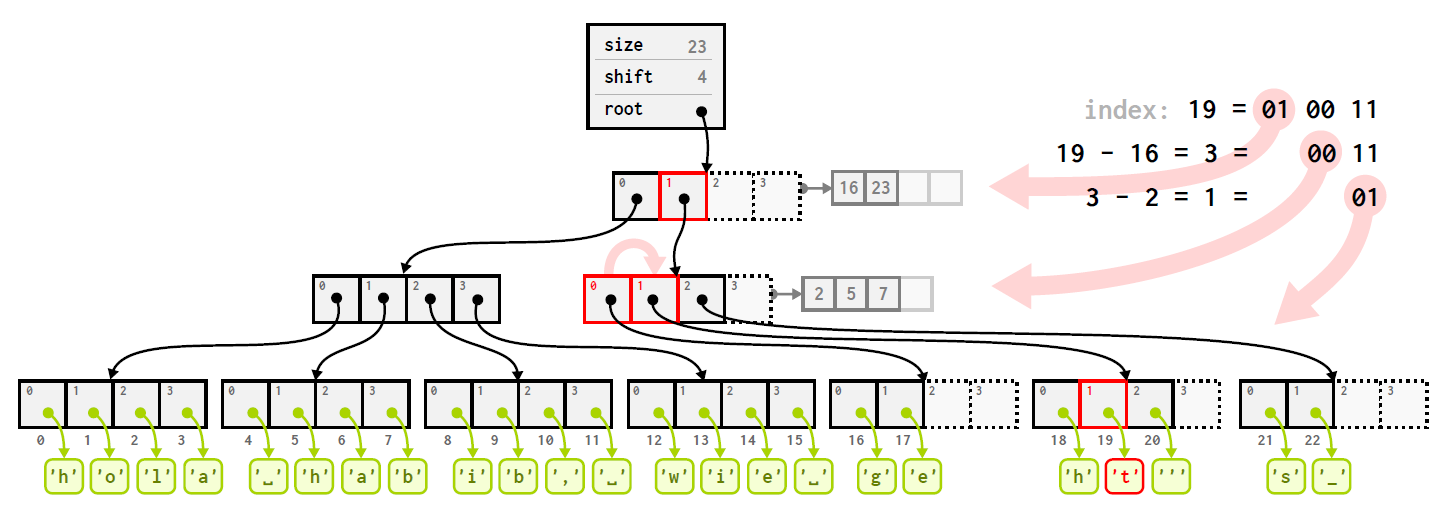 size 23
shift 4
root
index: 19 = 01 00 11
19 - 16 = 3 = 00 11
3 - 2 = 1 = 01
0 1 2 3 16 23
0 1 2 3 0 1 2 3 2 5 7
0 1 2 3 0 1 2 3 0 1 2 3 0 1 2 3 0 1 2 3 0 1 2 3 0 1 2 3
0 1 2 3 4 5 6 7 8 9 10 11 12 13 14 15 16 17 18 19 20 21 22
'h' 'o' 'l' 'a' '␣' 'h' 'a' 'b' 'i' 'b' ',' '␣' 'w' 'i' 'e' '␣' 'g' 'e' 'h' 't' ''' 's' '_'